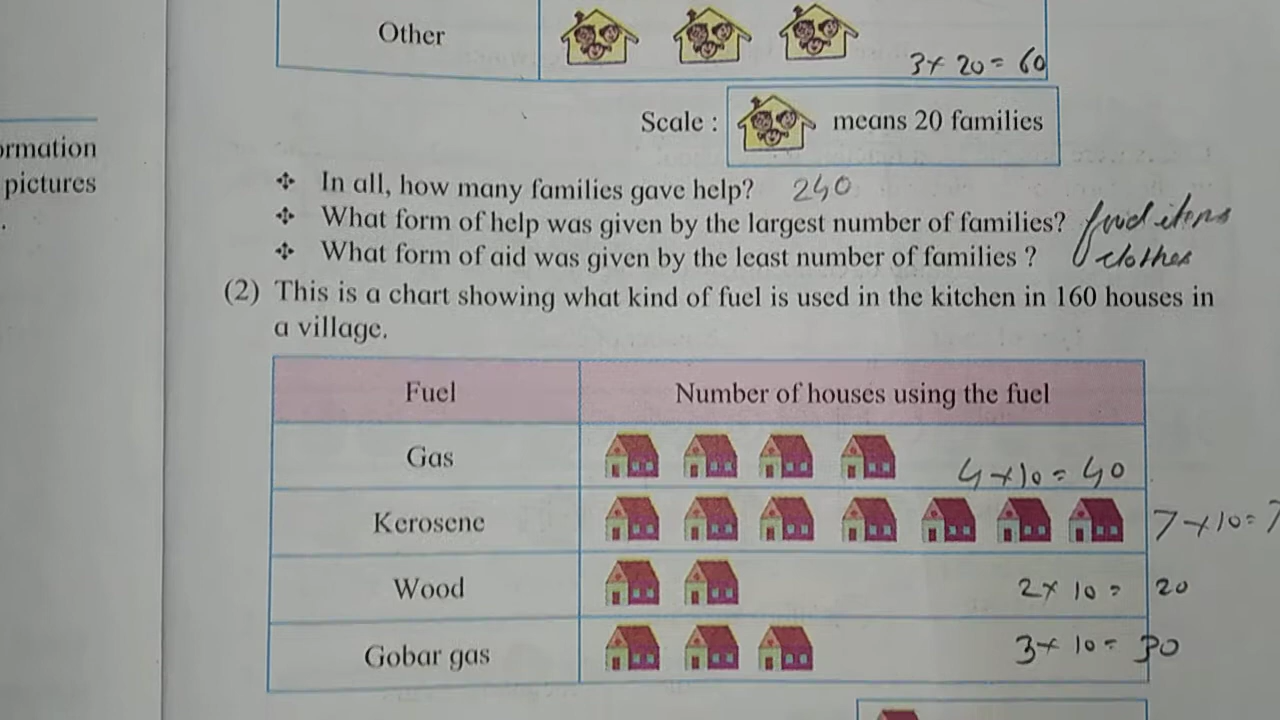 Other
3 × 20 = 60
Scale : means 20 families
ormation
pictures
.
❖ In all, how many families gave help? 240
❖ What form of help was given by the largest number of families? food items
❖ What form of aid was given by the least number of families ? clothes
(2) This is a chart showing what kind of fuel is used in the kitchen in 160 houses in
a village.
Fuel Number of houses using the fuel
Gas 4 × 10 = 40
Kerosene 7 × 10 = 7
Wood 2 × 10 = 20
Gobar gas 3 × 10 = 30